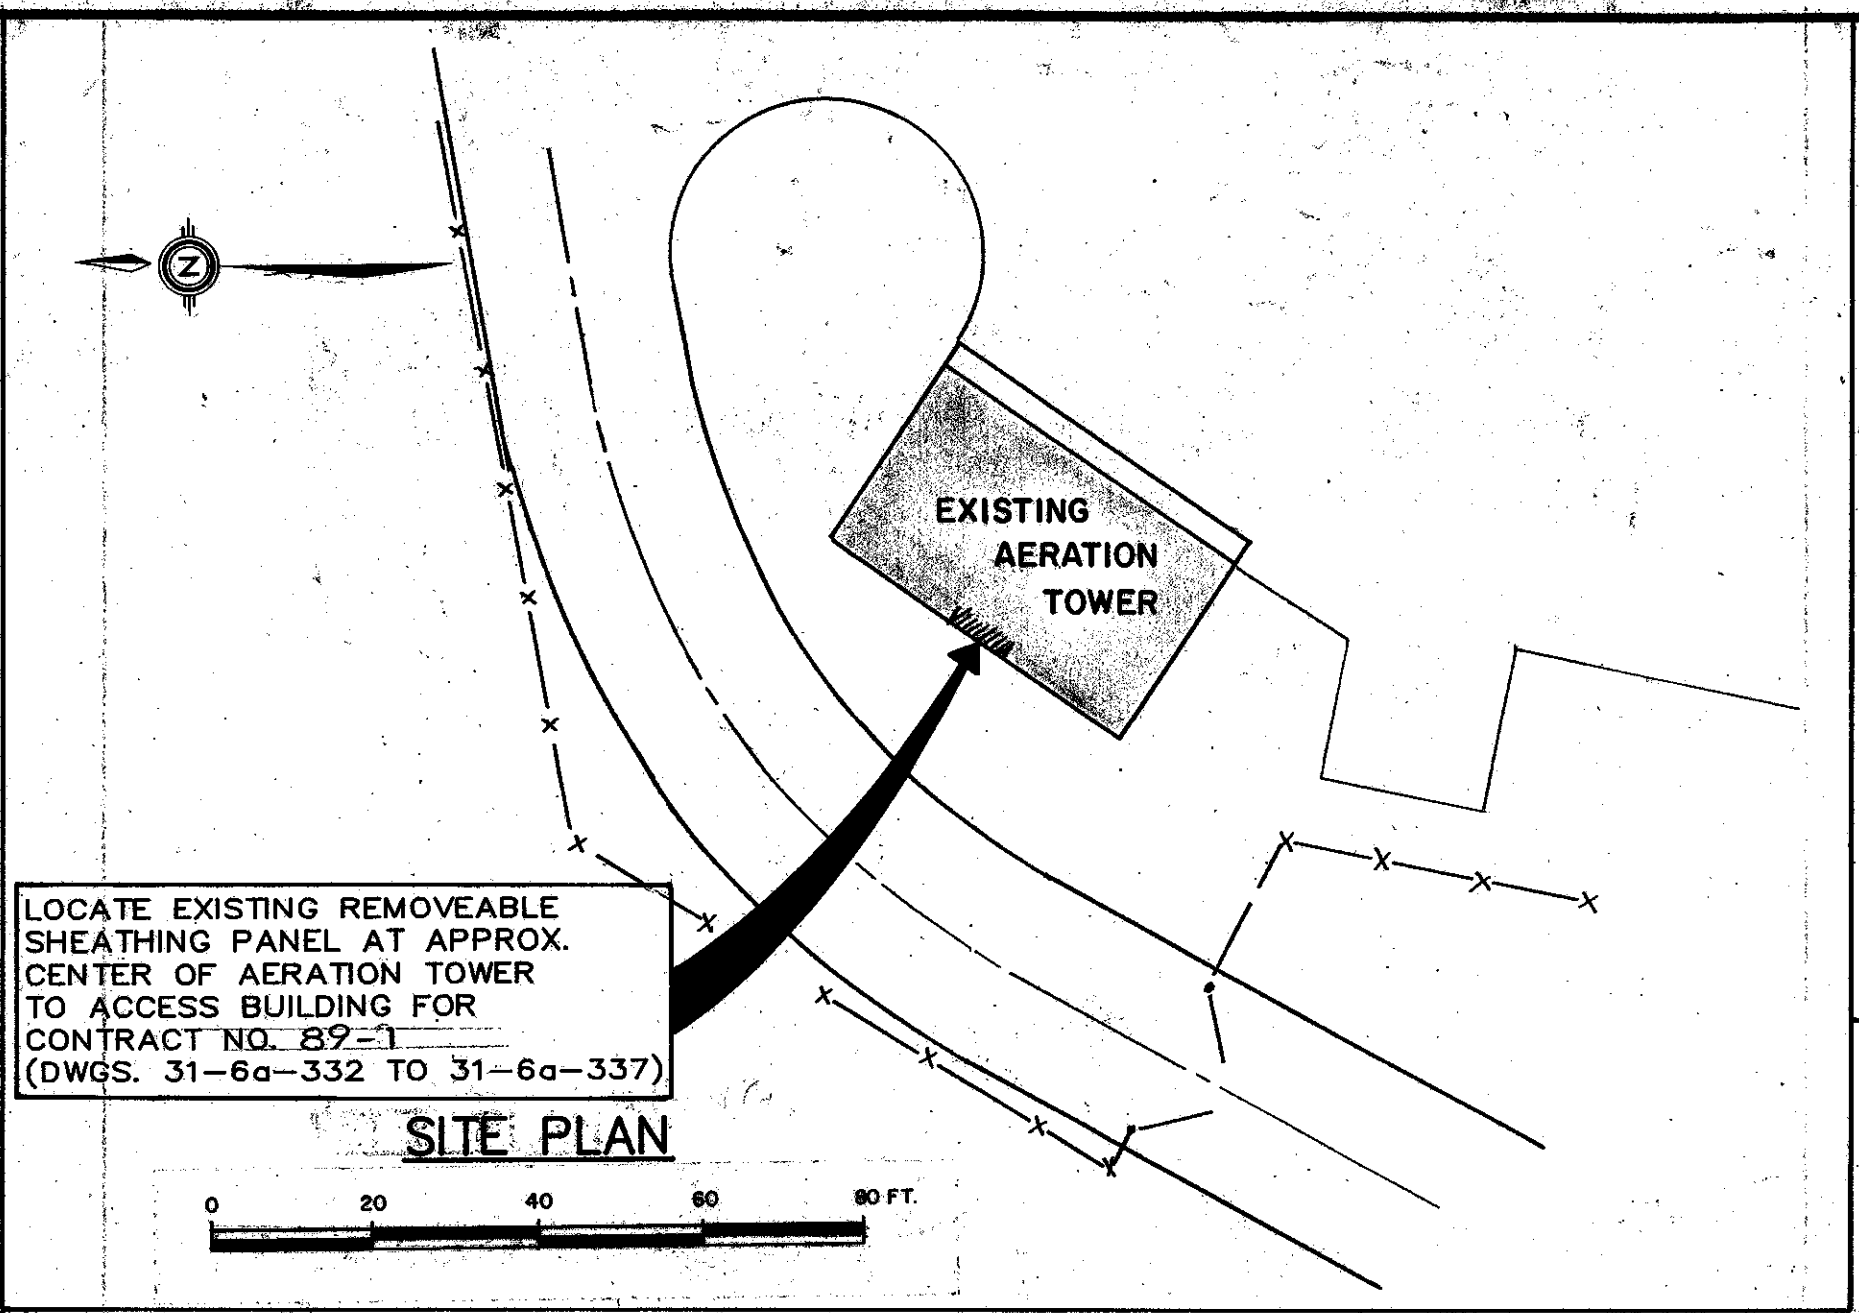 N
EXISTING
AERATION
TOWER
LOCATE EXISTING REMOVEABLE
SHEATHING PANEL AT APPROX.
CENTER OF AERATION TOWER
TO ACCESS BUILDING FOR
CONTRACT NO. 89-1
(DWGS. 31-6a-332 TO 31-6a-337)
SITE PLAN
0 20 40 60 80 FT.